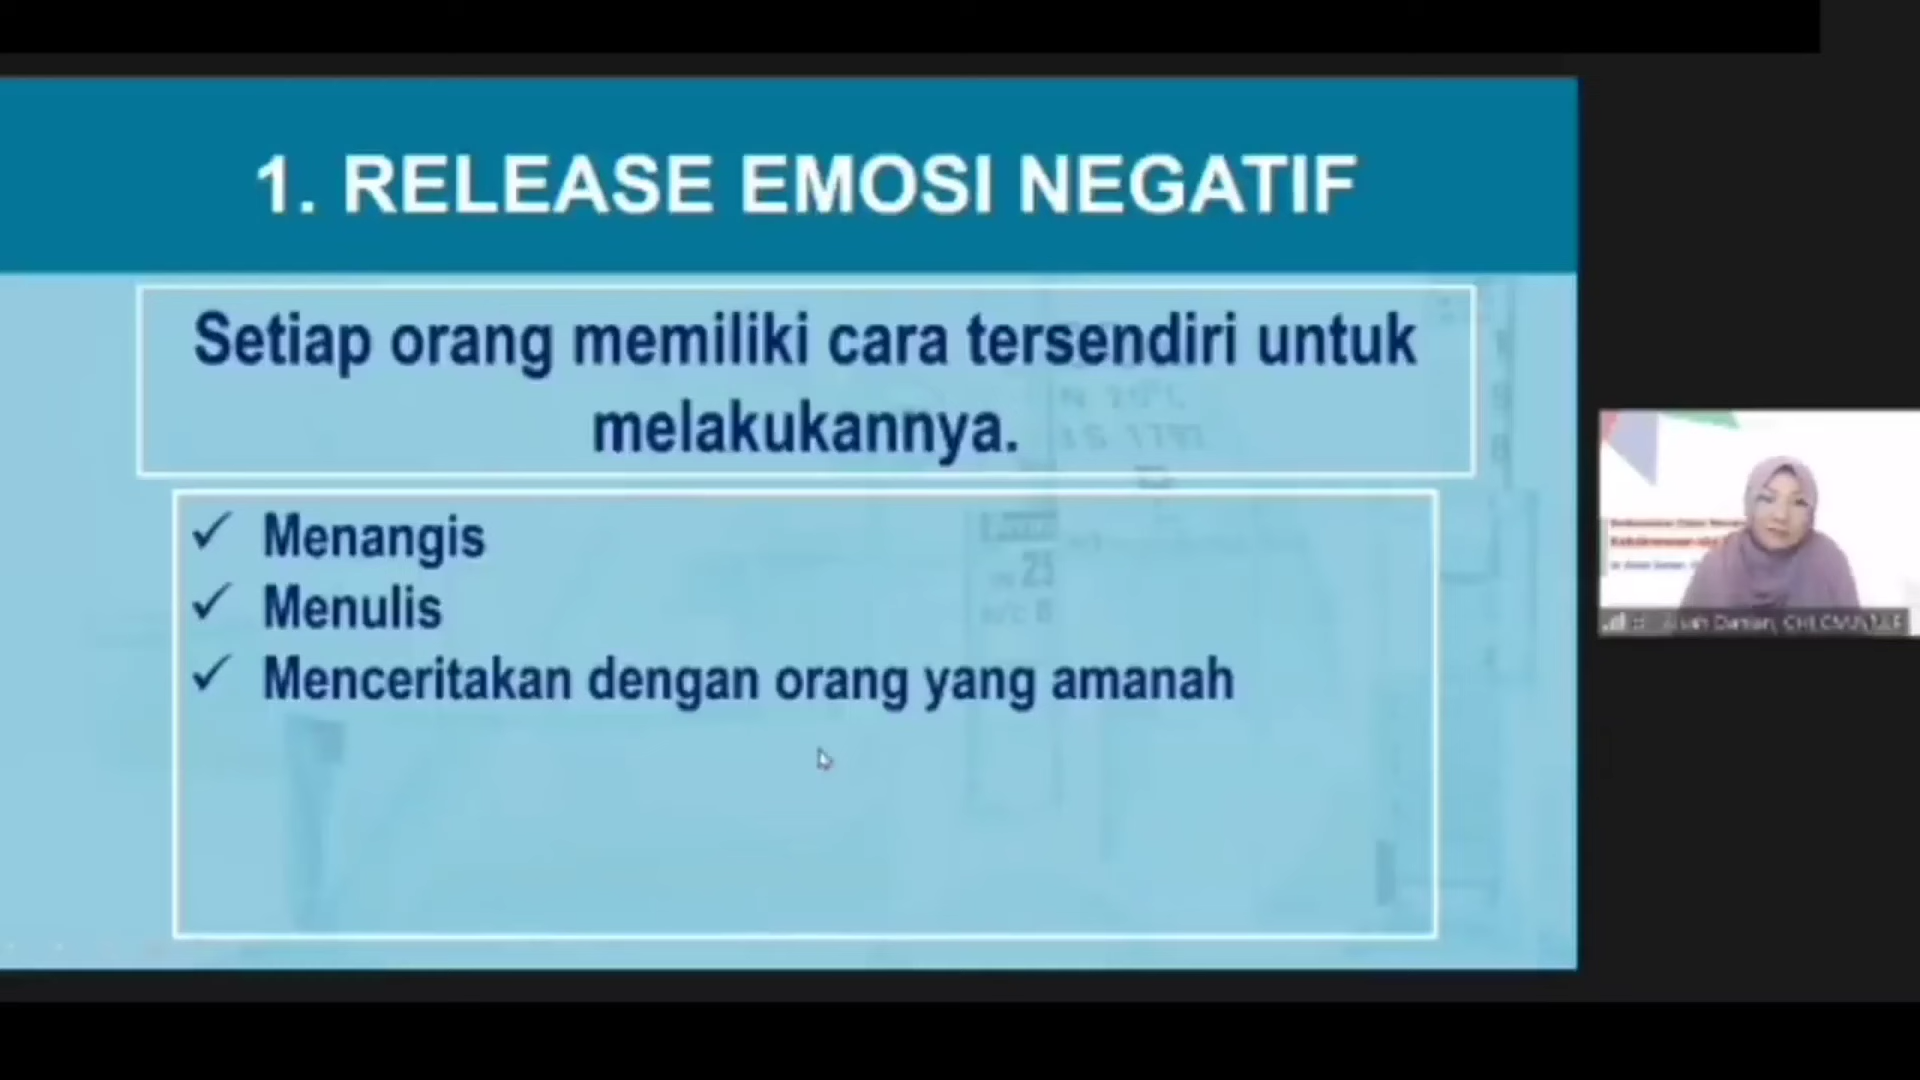 1. RELEASE EMOSI NEGATIF
Setiap orang memiliki cara tersendiri untuk
melakukannya.
✓ Menangis
✓ Menulis
✓ Menceritakan dengan orang yang amanah